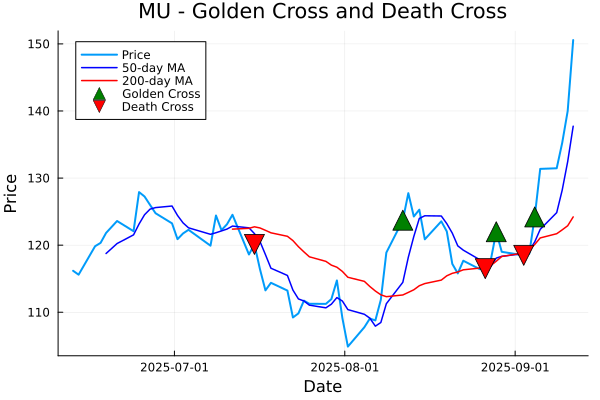 MU - Golden Cross and Death Cross
150
140
130
120
110
Price
Price
50-day MA
200-day MA
Golden Cross
Death Cross
2025-07-01
2025-08-01
2025-09-01
Date